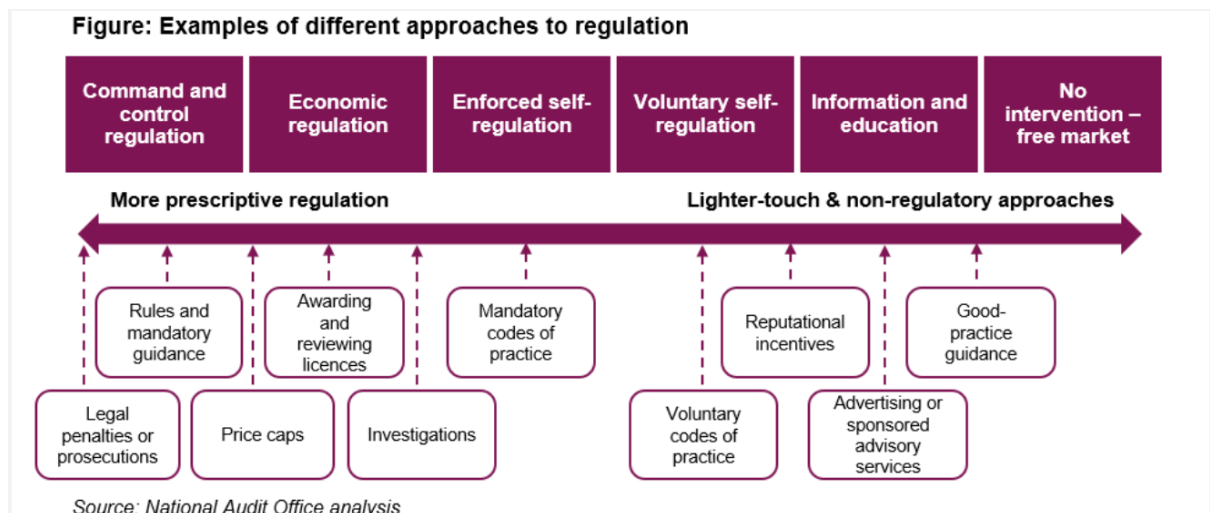 Figure: Examples of different approaches to regulation
Command and
control
regulation
Economic
regulation
Enforced self-
regulation
Voluntary self-
regulation
Information and
education
No
intervention –
free market
More prescriptive regulation
Lighter-touch & non-regulatory approaches
Rules and
mandatory
guidance
Awarding
and
reviewing
licences
Mandatory
codes of
practice
Reputational
incentives
Good-
practice
guidance
Legal
penalties or
prosecutions
Price caps
Investigations
Voluntary
codes of
practice
Advertising or
sponsored
advisory
services
Source: National Audit Office analysis